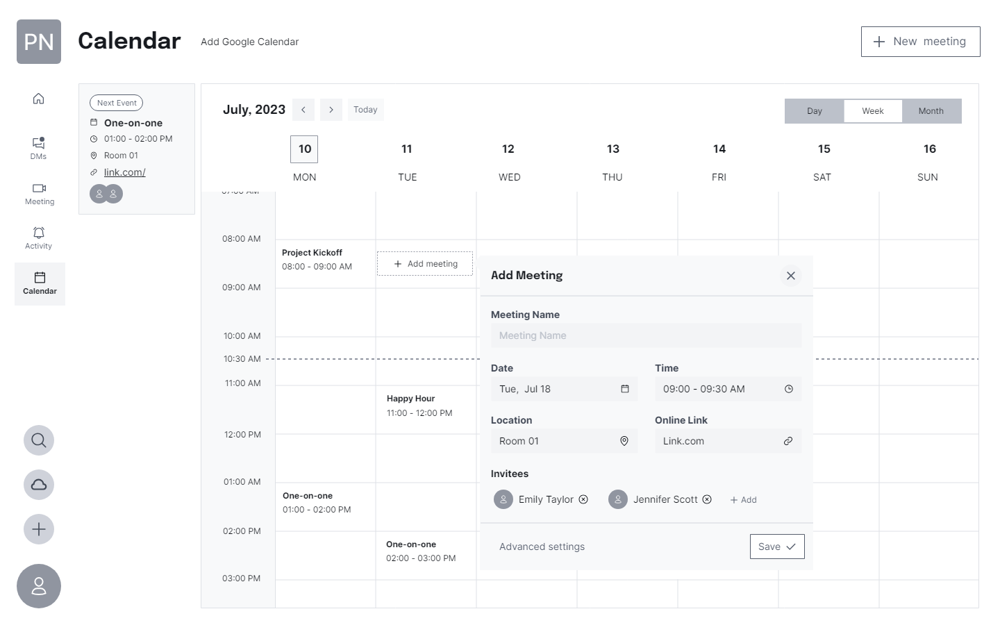 PN
Calendar
Add Google Calendar
New meeting
DMs
Meeting
Activity
Calendar
Next Event
One-on-one
01:00 - 02:00 PM
Room 01
link.com/
July, 2023
Today
Day
Week
Month
10
11
12
13
14
15
16
MON
TUE
WED
THU
FRI
SAT
SUN
07:00 AM
08:00 AM
09:00 AM
10:00 AM
10:30 AM
11:00 AM
12:00 PM
01:00 AM
02:00 PM
03:00 PM
Project Kickoff
08:00 - 09:00 AM
Add meeting
Happy Hour
11:00 - 12:00 PM
One-on-one
01:00 - 02:00 PM
One-on-one
02:00 - 03:00 PM
Add Meeting
Meeting Name
Meeting Name
Date
Time
Tue, Jul 18
09:00 - 09:30 AM
Location
Online Link
Room 01
Link.com
Invitees
Emily Taylor
Jennifer Scott
Add
Advanced settings
Save